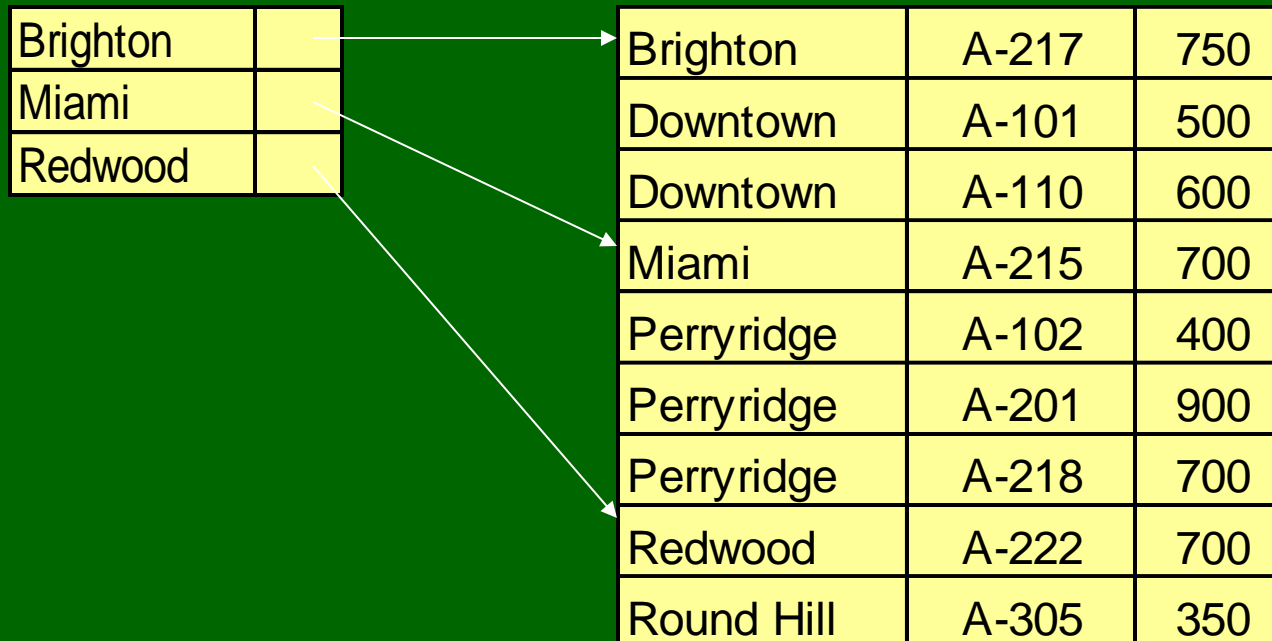 Brighton
Miami
Redwood
Brighton A-217 750
Downtown A-101 500
Downtown A-110 600
Miami A-215 700
Perryridge A-102 400
Perryridge A-201 900
Perryridge A-218 700
Redwood A-222 700
Round Hill A-305 350